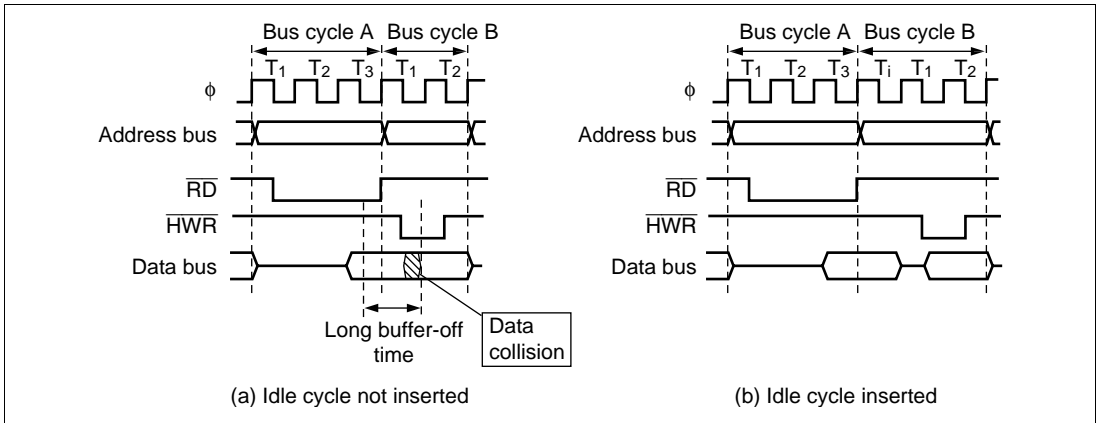 Bus cycle A Bus cycle B
T1 T2 T3 T1 T2
φ
Address bus
RD
HWR
Data bus
Long buffer-off
time
Data
collision
(a) Idle cycle not inserted
Bus cycle A Bus cycle B
T1 T2 T3 Ti T1 T2
φ
Address bus
RD
HWR
Data bus
(b) Idle cycle inserted